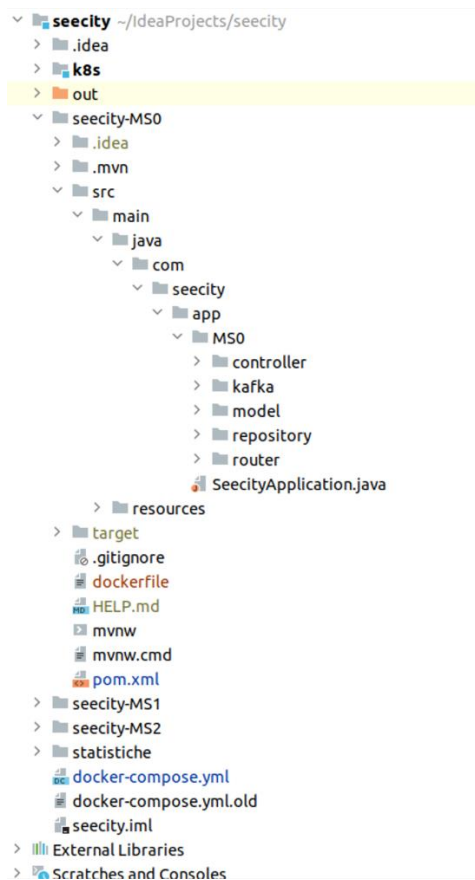 seecity ~/IdeaProjects/seecity
.idea
k8s
out
seecity-MS0
.idea
.mvn
src
main
java
com
seecity
app
MS0
controller
kafka
model
repository
router
SeecityApplication.java
resources
target
.gitignore
dockerfile
HELP.md
mvnw
mvnw.cmd
pom.xml
seecity-MS1
seecity-MS2
statistiche
docker-compose.yml
docker-compose.yml.old
seecity.iml
External Libraries
Scratches and Consoles